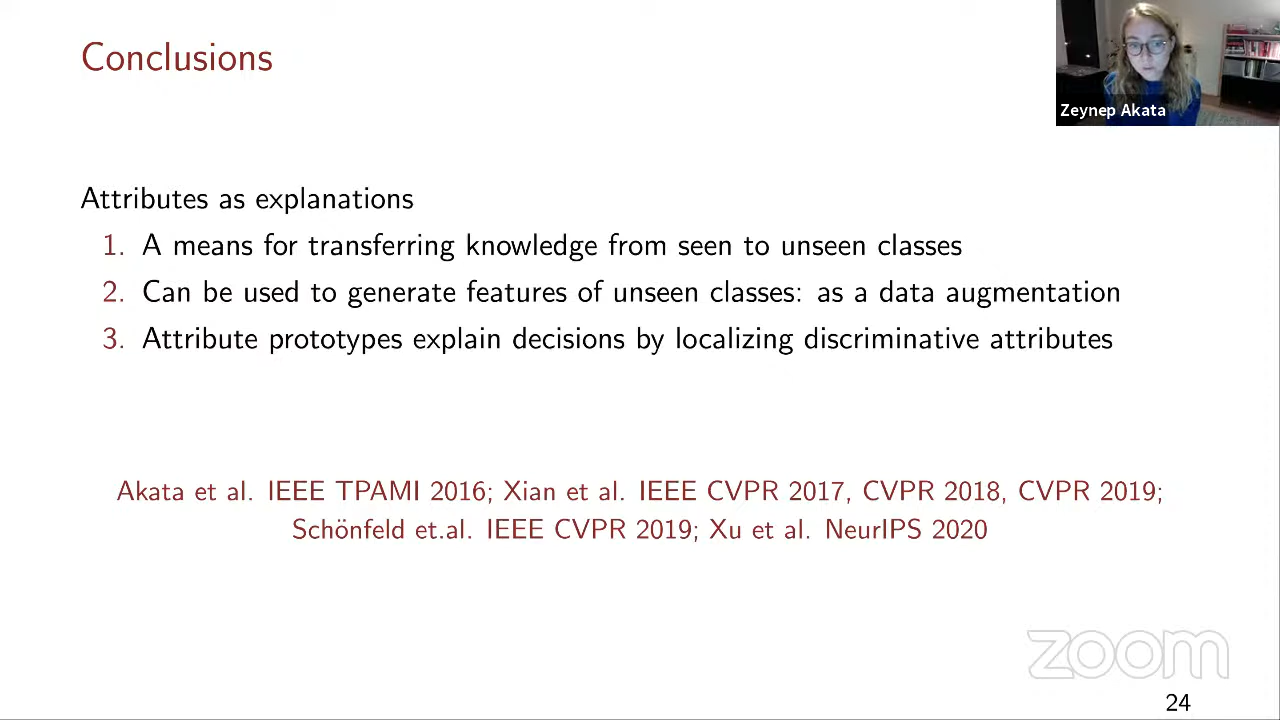 Conclusions
Zeynep Akata
Attributes as explanations
1. A means for transferring knowledge from seen to unseen classes
2. Can be used to generate features of unseen classes: as a data augmentation
3. Attribute prototypes explain decisions by localizing discriminative attributes
Akata et al. IEEE TPAMI 2016; Xian et al. IEEE CVPR 2017, CVPR 2018, CVPR 2019;
Schönfeld et.al. IEEE CVPR 2019; Xu et al. NeurIPS 2020
zoom
24